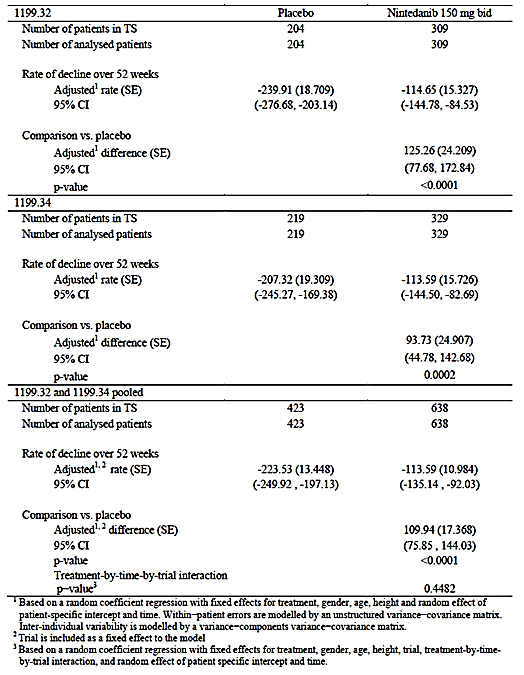 1199.32 Placebo Nintedanib 150 mg bid
Number of patients in TS 204 309
Number of analysed patients 204 309
Rate of decline over 52 weeks
Adjusted¹ rate (SE) -239.91 (18.709) -114.65 (15.327)
95% CI (-276.68, -203.14) (-144.78, -84.53)
Comparison vs. placebo
Adjusted¹ difference (SE) 125.26 (24.209)
95% CI (77.68, 172.84)
p-value <0.0001
1199.34
Number of patients in TS 219 329
Number of analysed patients 219 329
Rate of decline over 52 weeks
Adjusted¹ rate (SE) -207.32 (19.309) -113.59 (15.726)
95% CI (-245.27, -169.38) (-144.50, -82.69)
Comparison vs. placebo
Adjusted¹ difference (SE) 93.73 (24.907)
95% CI (44.78, 142.68)
p-value 0.0002
1199.32 and 1199.34 pooled
Number of patients in TS 423 638
Number of analysed patients 423 638
Rate of decline over 52 weeks
Adjusted¹,² rate (SE) -223.53 (13.448) -113.59 (10.984)
95% CI (-249.92 , -197.13) (-135.14 , -92.03)
Comparison vs. placebo
Adjusted¹,² difference (SE) 109.94 (17.368)
95% CI (75.85 , 144.03)
p-value <0.0001
Treatment-by-time-by-trial interaction
p−value³ 0.4482
¹ Based on a random coefficient regression with fixed effects for treatment, gender, age, height and random effect of
patient-specific intercept and time. Within−patient errors are modelled by an unstructured variance−covariance matrix.
Inter-individual variability is modelled by a variance−components variance−covariance matrix.
² Trial is included as a fixed effect to the model
³ Based on a random coefficient regression with fixed effects for treatment, gender, age, height, trial, treatment-by-time-
by-trial interaction, and random effect of patient specific intercept and time.